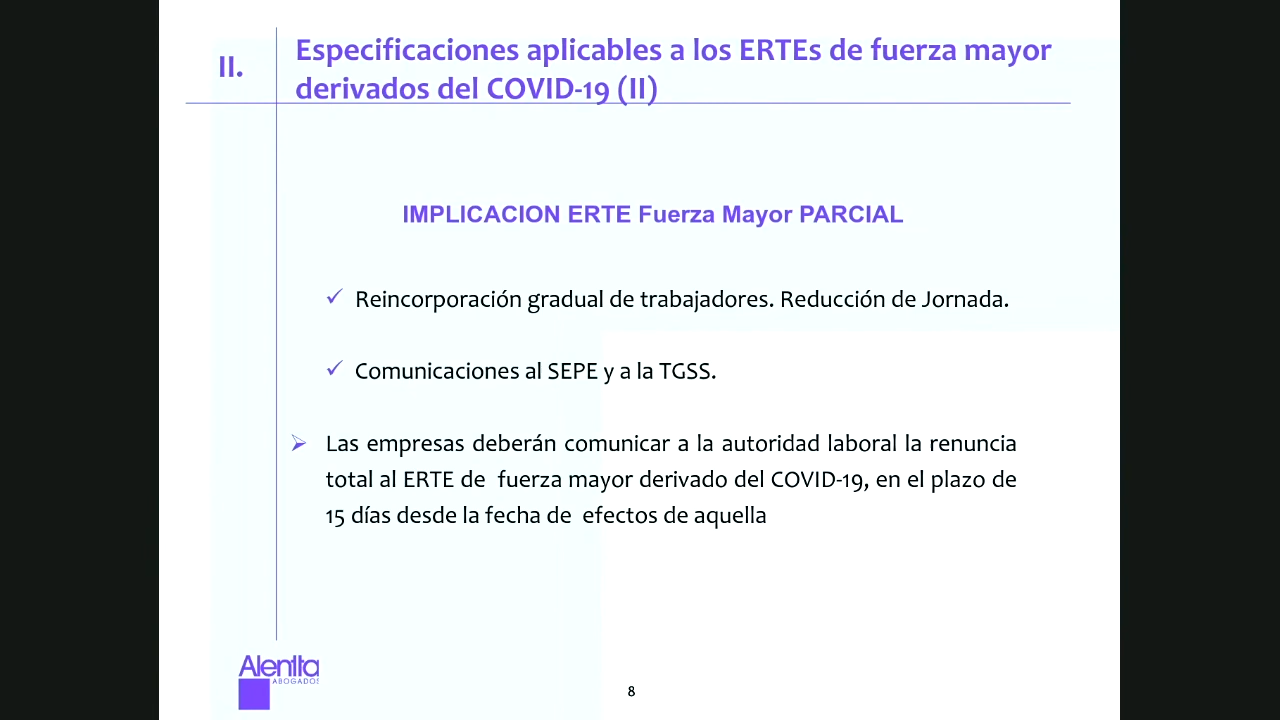 II.
Especificaciones aplicables a los ERTEs de fuerza mayor
derivados del COVID-19 (II)
IMPLICACION ERTE Fuerza Mayor PARCIAL
Reincorporación gradual de trabajadores. Reducción de Jornada.
Comunicaciones al SEPE y a la TGSS.
Las empresas deberán comunicar a la autoridad laboral la renuncia
total al ERTE de fuerza mayor derivado del COVID-19, en el plazo de
15 días desde la fecha de efectos de aquella
Alenta
ABOGADOS
8